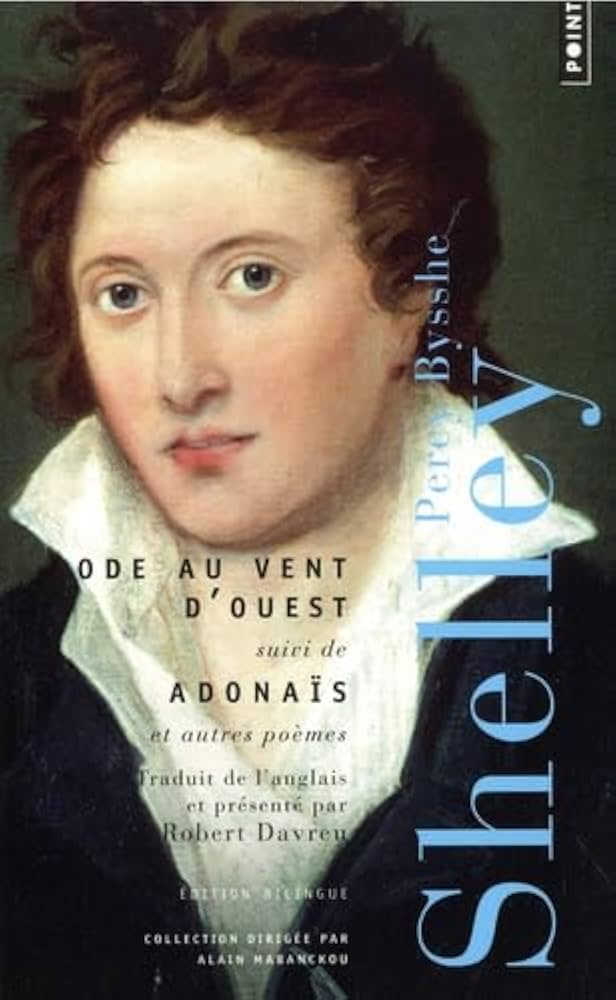 POINT
Percy Bysshe
Shelley
ODE AU VENT
D'OUEST
suivi de
ADONAÏS
et autres poèmes
Traduit de l'anglais
et présenté par
Robert Davreu
ÉDITION BILINGUE
COLLECTION DIRIGÉE PAR
ALAIN MABANCKOU